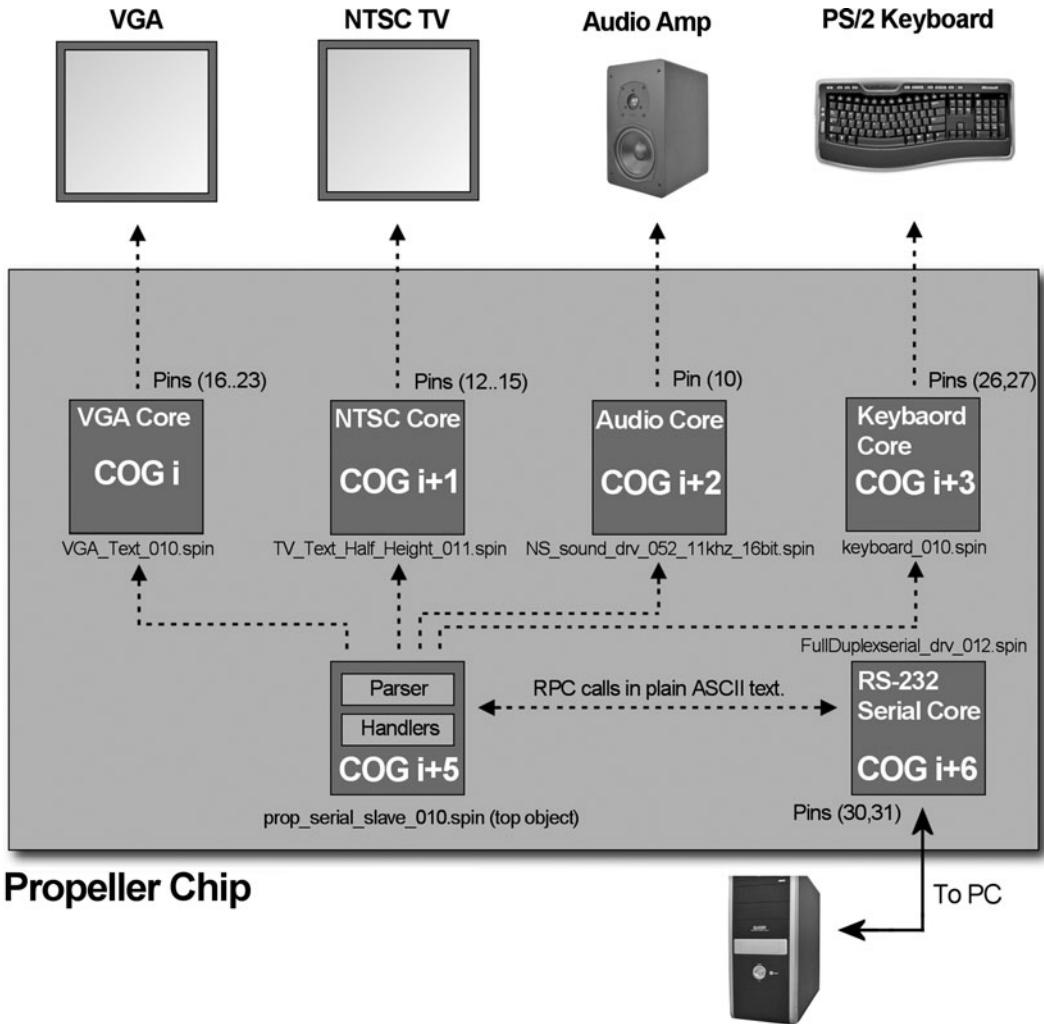 VGA
NTSC TV
Audio Amp
PS/2 Keyboard
Pins (16..23)
Pins (12..15)
Pin (10)
Pins (26,27)
VGA Core
COG i
NTSC Core
COG i+1
Audio Core
COG i+2
Keybaord
Core
COG i+3
VGA_Text_010.spin
TV_Text_Half_Height_011.spin
NS_sound_drv_052_11khz_16bit.spin
keyboard_010.spin
FullDuplexserial_drv_012.spin
Parser
Handlers
COG i+5
RPC calls in plain ASCII text.
RS-232
Serial Core
COG i+6
prop_serial_slave_010.spin (top object)
Pins (30,31)
Propeller Chip
To PC